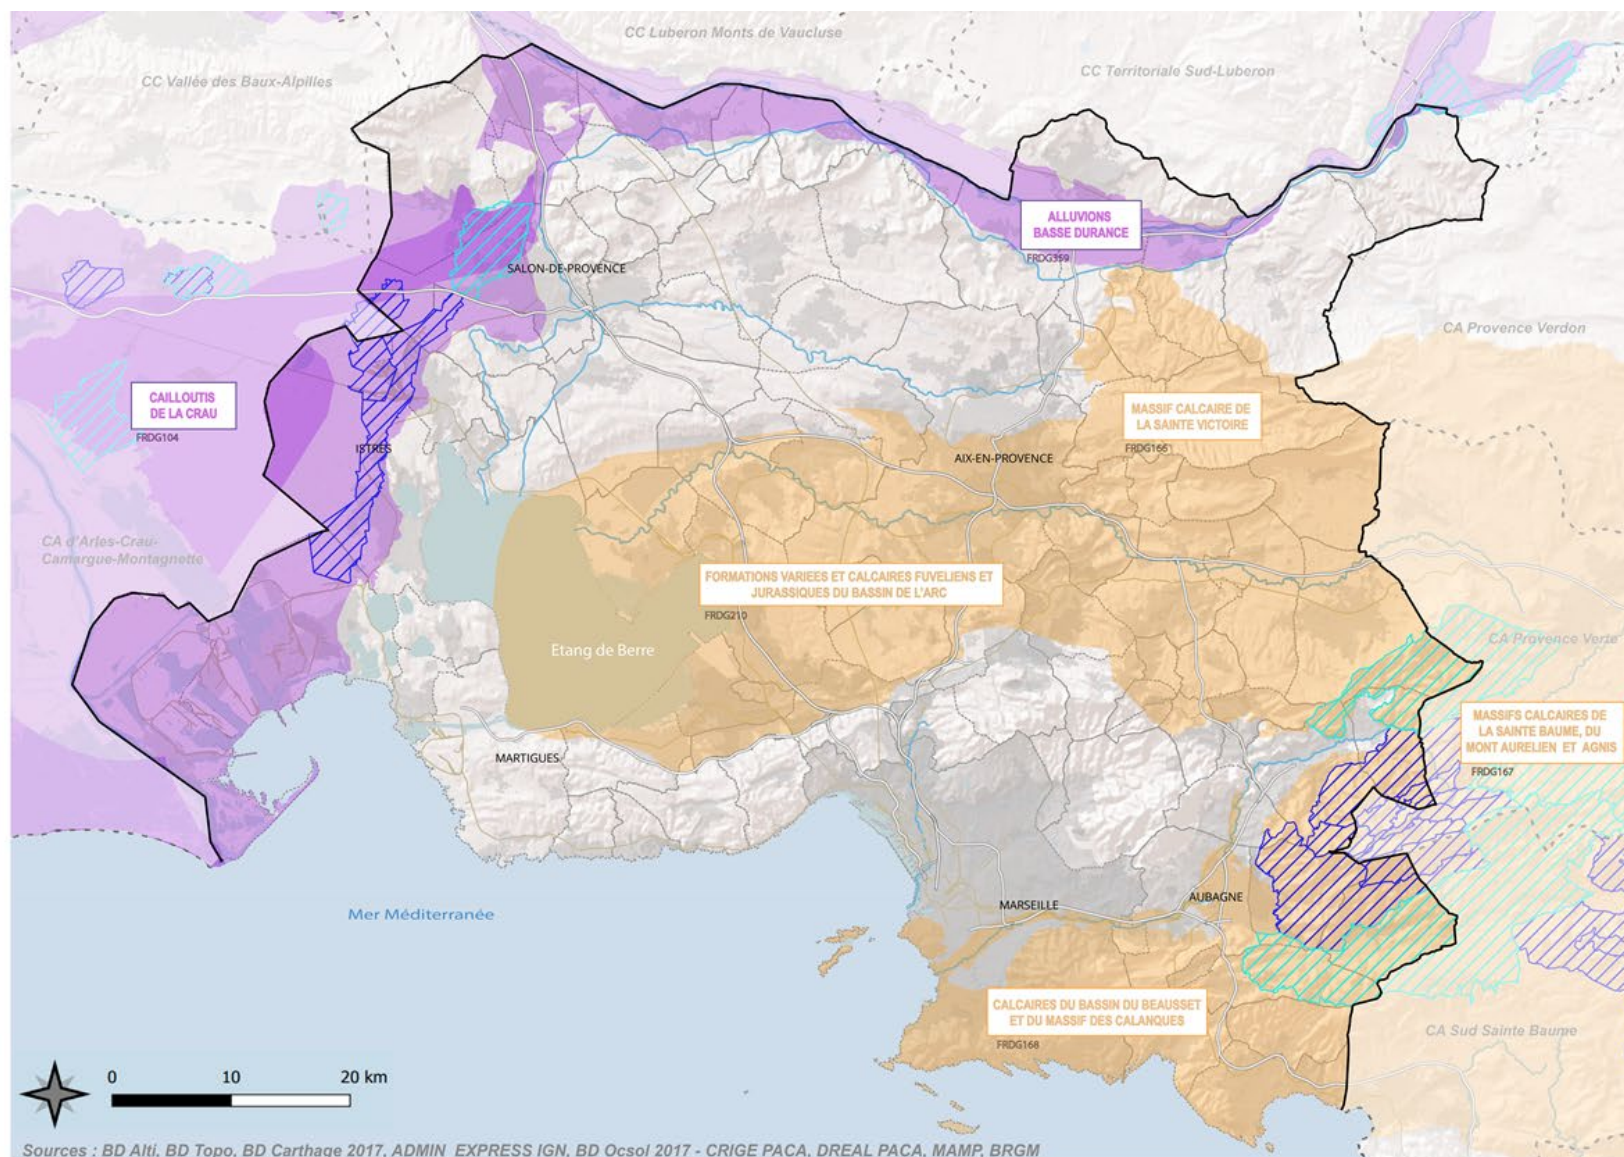 CC Luberon Monts de Vaucluse
CC Vallée des Baux-Alpilles
CC Territoriale Sud-Luberon
ALLUVIONS
BASSE DURANCE
FRDG359
SALON-DE-PROVENCE
CA Provence Verdon
CAILLOUTIS
DE LA CRAU
FRDG104
MASSIF CALCAIRE DE
LA SAINTE VICTOIRE
FRDG166
ISTRES
AIX-EN-PROVENCE
CA d'Arles-Crau-
Camargue-Montagnette
FORMATIONS VARIEES ET CALCAIRES FUVELIENS ET
JURASSIQUES DU BASSIN DE L'ARC
FRDG210
Etang de Berre
CA Provence Verte
MASSIFS CALCAIRES DE
LA SAINTE BAUME, DU
MONT AURELIEN ET AGNIS
FRDG167
MARTIGUES
AUBAGNE
MARSEILLE
Mer Méditerranée
CALCAIRES DU BASSIN DU BEAUSSET
ET DU MASSIF DES CALANQUES
FRDG168
CA Sud Sainte Baume
0 10 20 km
Sources : BD Alti, BD Topo, BD Carthage 2017, ADMIN_EXPRESS IGN, BD Ocsol 2017 - CRIGE PACA, DREAL PACA, MAMP, BRGM